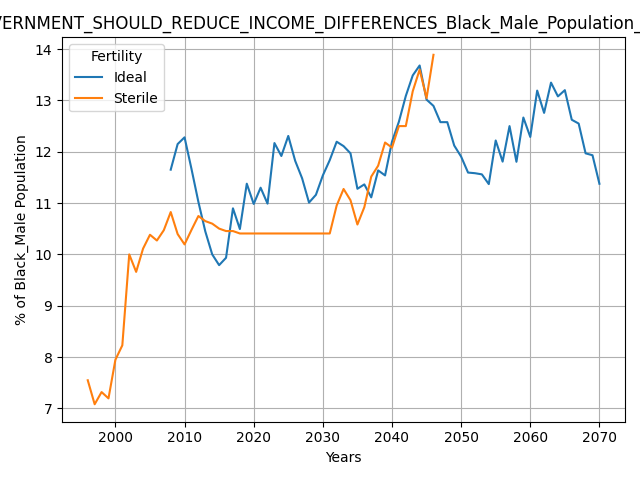 VERNMENT_SHOULD_REDUCE_INCOME_DIFFERENCES_Black_Male_Population_
Fertility
Ideal
Sterile
14
13
12
11
10
9
8
7
% of Black_Male Population
2000 2010 2020 2030 2040 2050 2060 2070
Years